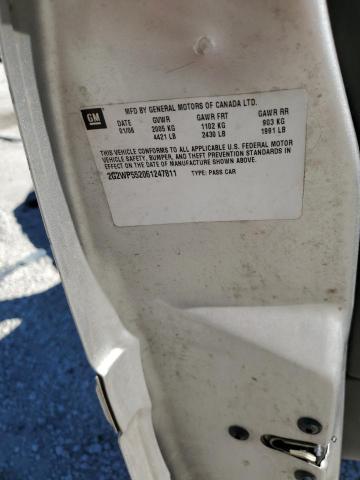 MFD BY GENERAL MOTORS OF CANADA LTD.
GM
DATE GVWR GAWR FRT GAWR RR
01/06 2005 KG 1102 KG 903 KG
4421 LB 2430 LB 1991 LB
THIS VEHICLE CONFORMS TO ALL APPLICABLE U.S. FEDERAL MOTOR
VEHICLE SAFETY, BUMPER, AND THEFT PREVENTION STANDARDS IN
EFFECT ON THE DATE OF MANUFACTURE SHOWN ABOVE.
2G2WP552061247811 TYPE: PASS CAR